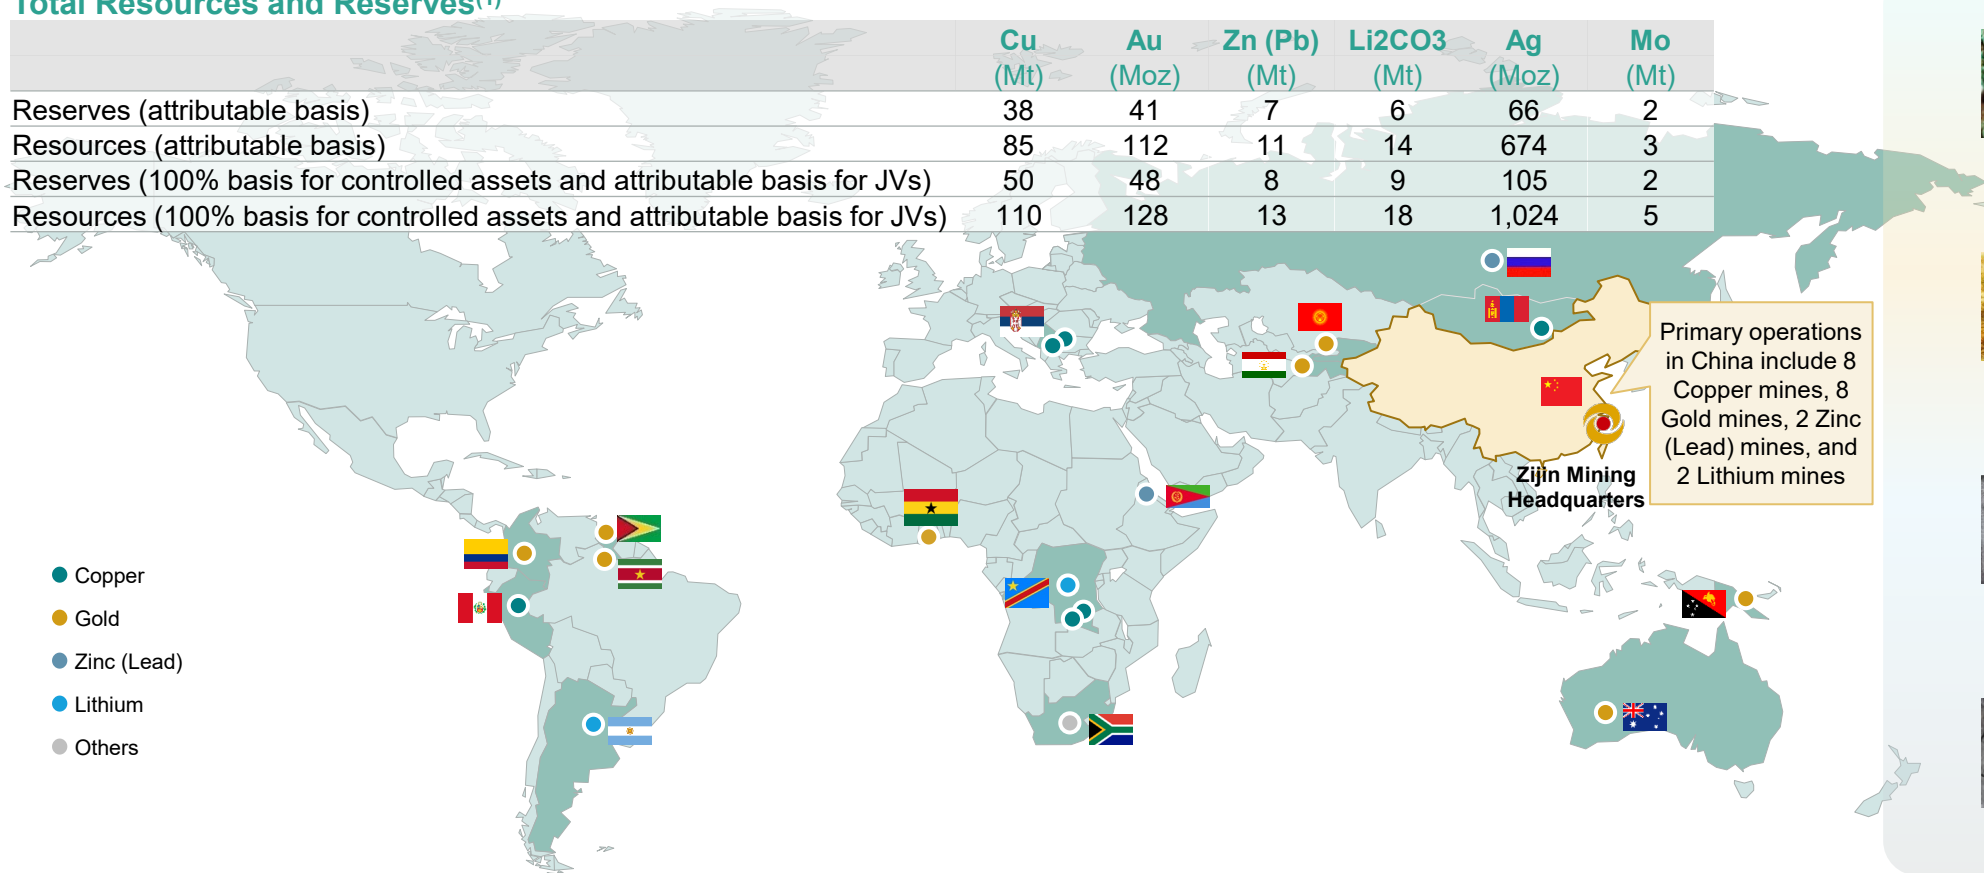 Total Resources and Reserves(1)
Cu Au Zn (Pb) Li2CO3 Ag Mo
(Mt) (Moz) (Mt) (Mt) (Moz) (Mt)
Reserves (attributable basis) 38 41 7 6 66 2
Resources (attributable basis) 85 112 11 14 674 3
Reserves (100% basis for controlled assets and attributable basis for JVs) 50 48 8 9 105 2
Resources (100% basis for controlled assets and attributable basis for JVs) 110 128 13 18 1,024 5
Primary operations
in China include 8
Copper mines, 8
Gold mines, 2 Zinc
(Lead) mines, and
2 Lithium mines
Zijin Mining
Headquarters
Copper
Gold
Zinc (Lead)
Lithium
Others